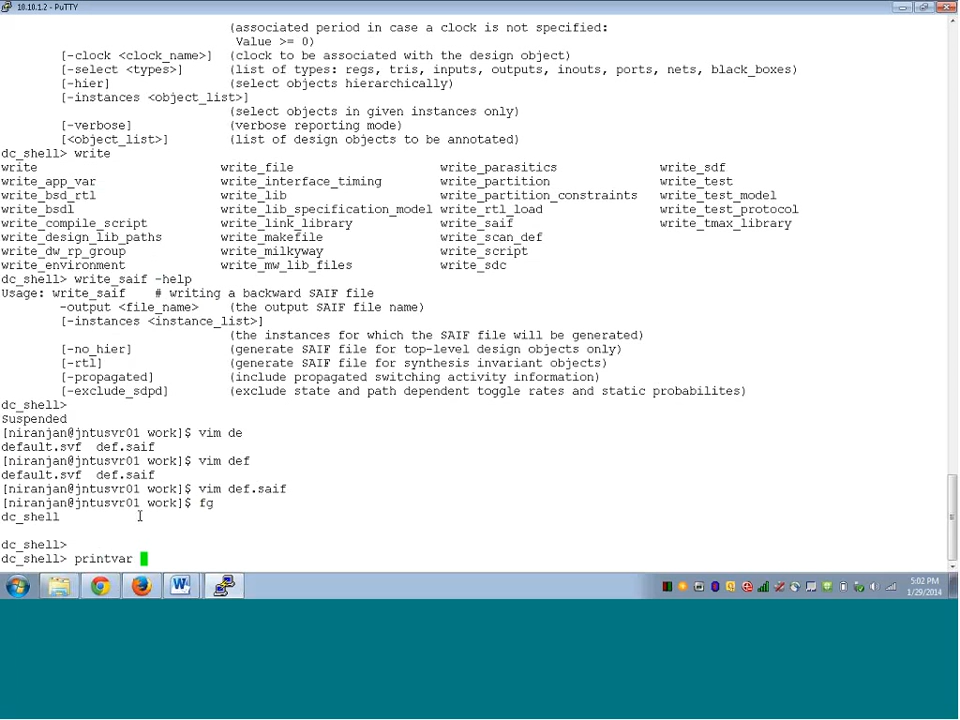 10.10.1.2 - PuTTY
(associated period in case a clock is not specified:
Value >= 0)
[-clock <clock_name>] (clock to be associated with the design object)
[-select <types>] (list of types: regs, tris, inputs, outputs, inouts, ports, nets, black_boxes)
[-hier] (select objects hierarchically)
[-instances <object_list>]
(select objects in given instances only)
[-verbose] (verbose reporting mode)
[<object_list>] (list of design objects to be annotated)
dc_shell> write
write write_file write_parasitics write_sdf
write_app_var write_interface_timing write_partition write_test
write_bsd_rtl write_lib write_partition_constraints write_test_model
write_bsdl write_lib_specification_model write_rtl_load write_test_protocol
write_compile_script write_link_library write_saif write_tmax_library
write_design_lib_paths write_makefile write_scan_def
write_dw_rp_group write_milkyway write_script
write_environment write_mw_lib_files write_sdc
dc_shell> write_saif -help
Usage: write_saif # writing a backward SAIF file
-output <file_name> (the output SAIF file name)
[-instances <instance_list>]
(the instances for which the SAIF file will be generated)
[-no_hier] (generate SAIF file for top-level design objects only)
[-rtl] (generate SAIF file for synthesis invariant objects)
[-propagated] (include propagated switching activity information)
[-exclude_sdpd] (exclude state and path dependent toggle rates and static probabilites)
dc_shell>
Suspended
[niranjan@jntusvr01 work]$ vim de
default.svf def.saif
[niranjan@jntusvr01 work]$ vim def
default.svf def.saif
[niranjan@jntusvr01 work]$ vim def.saif
[niranjan@jntusvr01 work]$ fg
dc_shell
dc_shell>
dc_shell> printvar
5:02 PM
1/29/2014